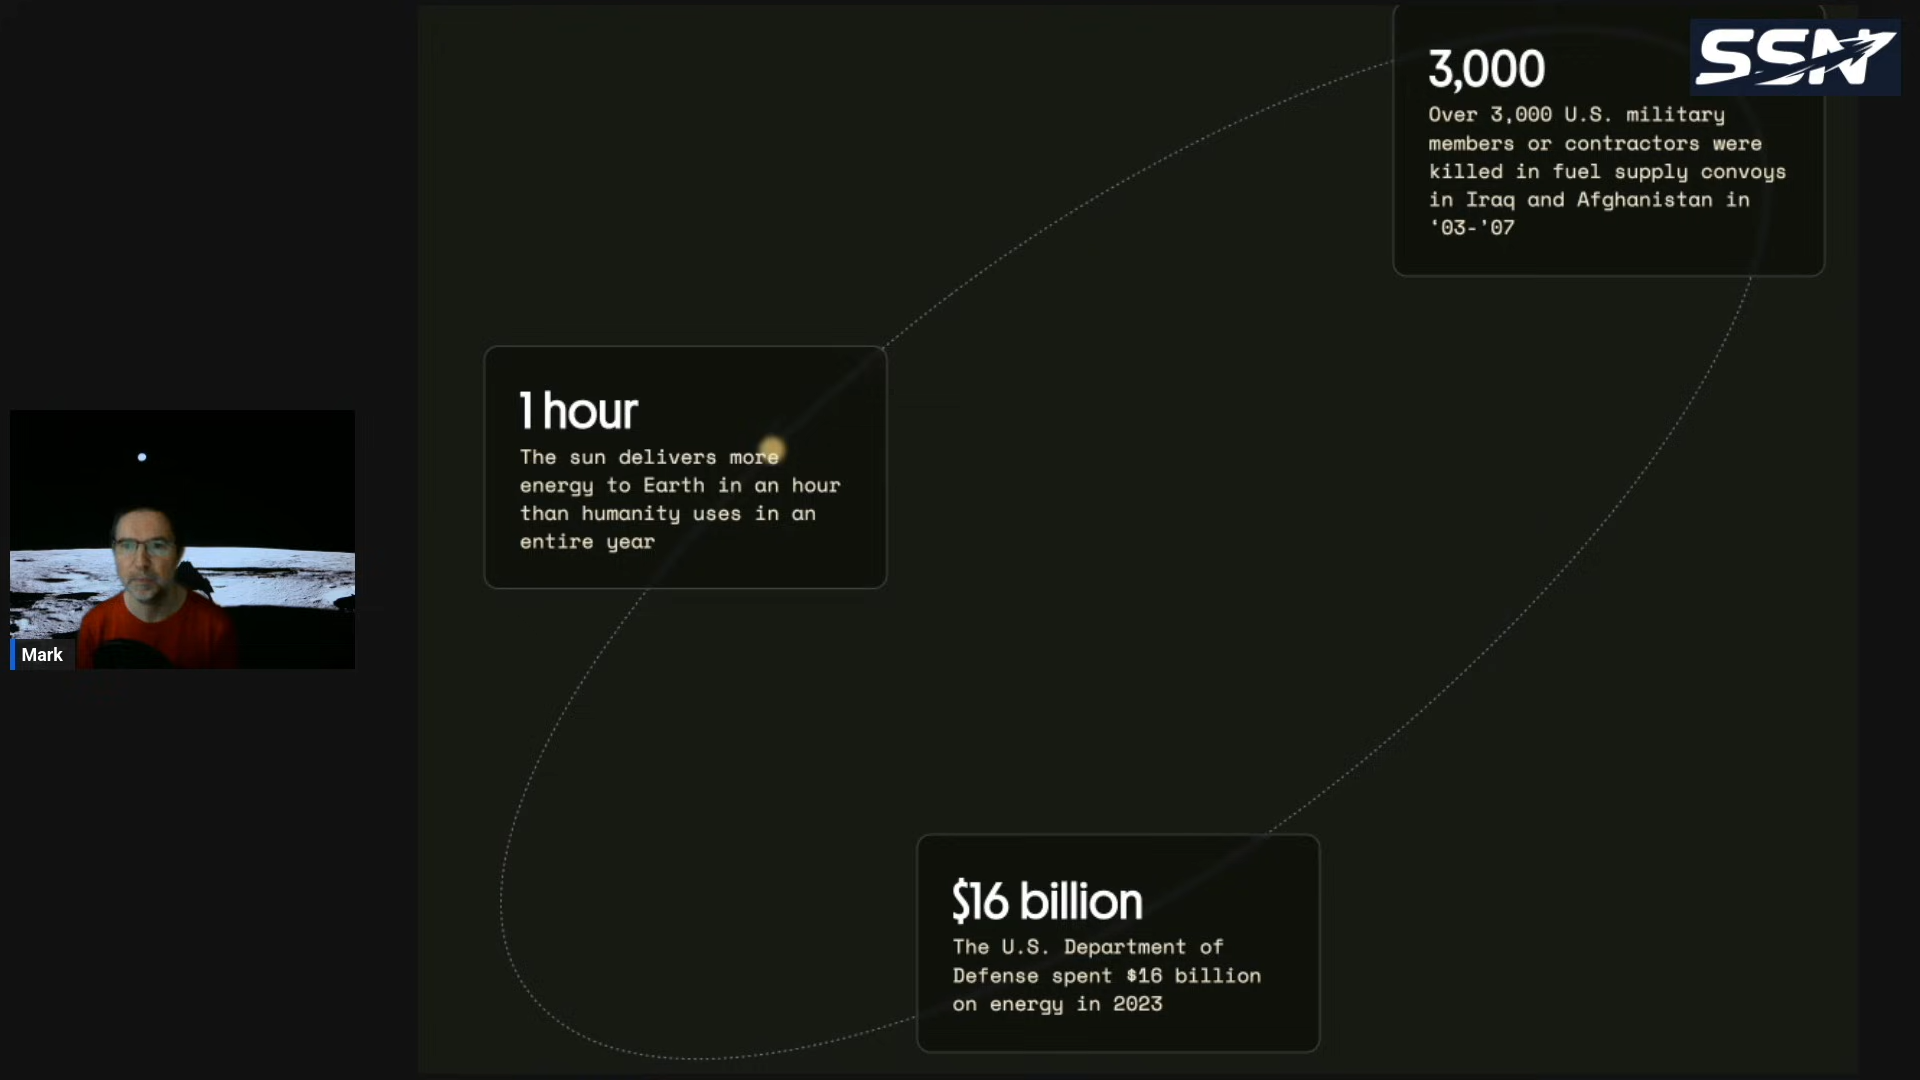 SSN
3,000
Over 3,000 U.S. military
members or contractors were
killed in fuel supply convoys
in Iraq and Afghanistan in
‘03-’07
1 hour
The sun delivers more
energy to Earth in an hour
than humanity uses in an
entire year
Mark
$16 billion
The U.S. Department of
Defense spent $16 billion
on energy in 2023